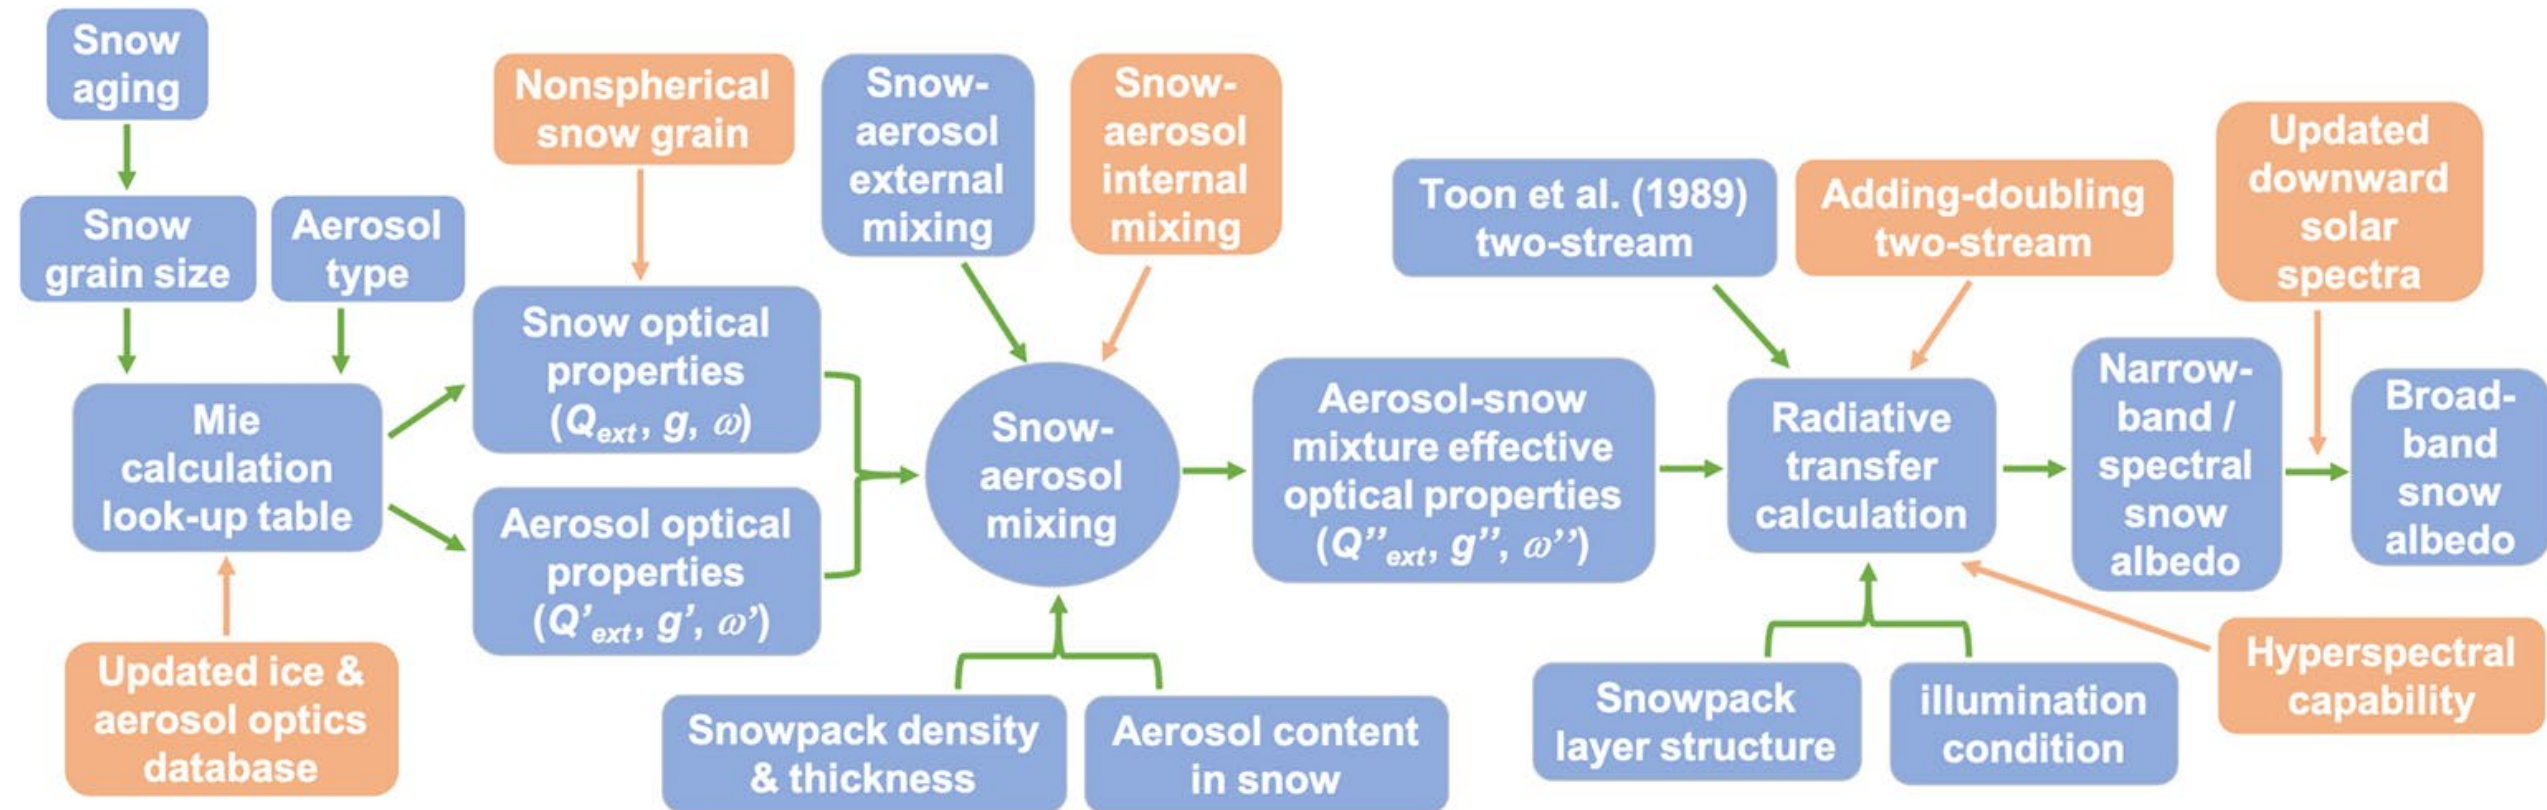 Snow
aging
Snow
grain size
Aerosol
type
Mie
calculation
look-up table
Updated ice &
aerosol optics
database
Nonspherical
snow grain
Snow optical
properties
(Qext, g, ω)
Aerosol optical
properties
(Q’ext, g’, ω’)
Snow-
aerosol
external
mixing
Snow-
aerosol
internal
mixing
Snow-
aerosol
mixing
Snowpack density
& thickness
Aerosol content
in snow
Aerosol-snow
mixture effective
optical properties
(Q’’ext, g’’, ω’’)
Toon et al. (1989)
two-stream
Adding-doubling
two-stream
Radiative
transfer
calculation
Snowpack
layer structure
illumination
condition
Narrow-
band /
spectral
snow
albedo
Updated
downward
solar
spectra
Broad-
band
snow
albedo
Hyperspectral
capability